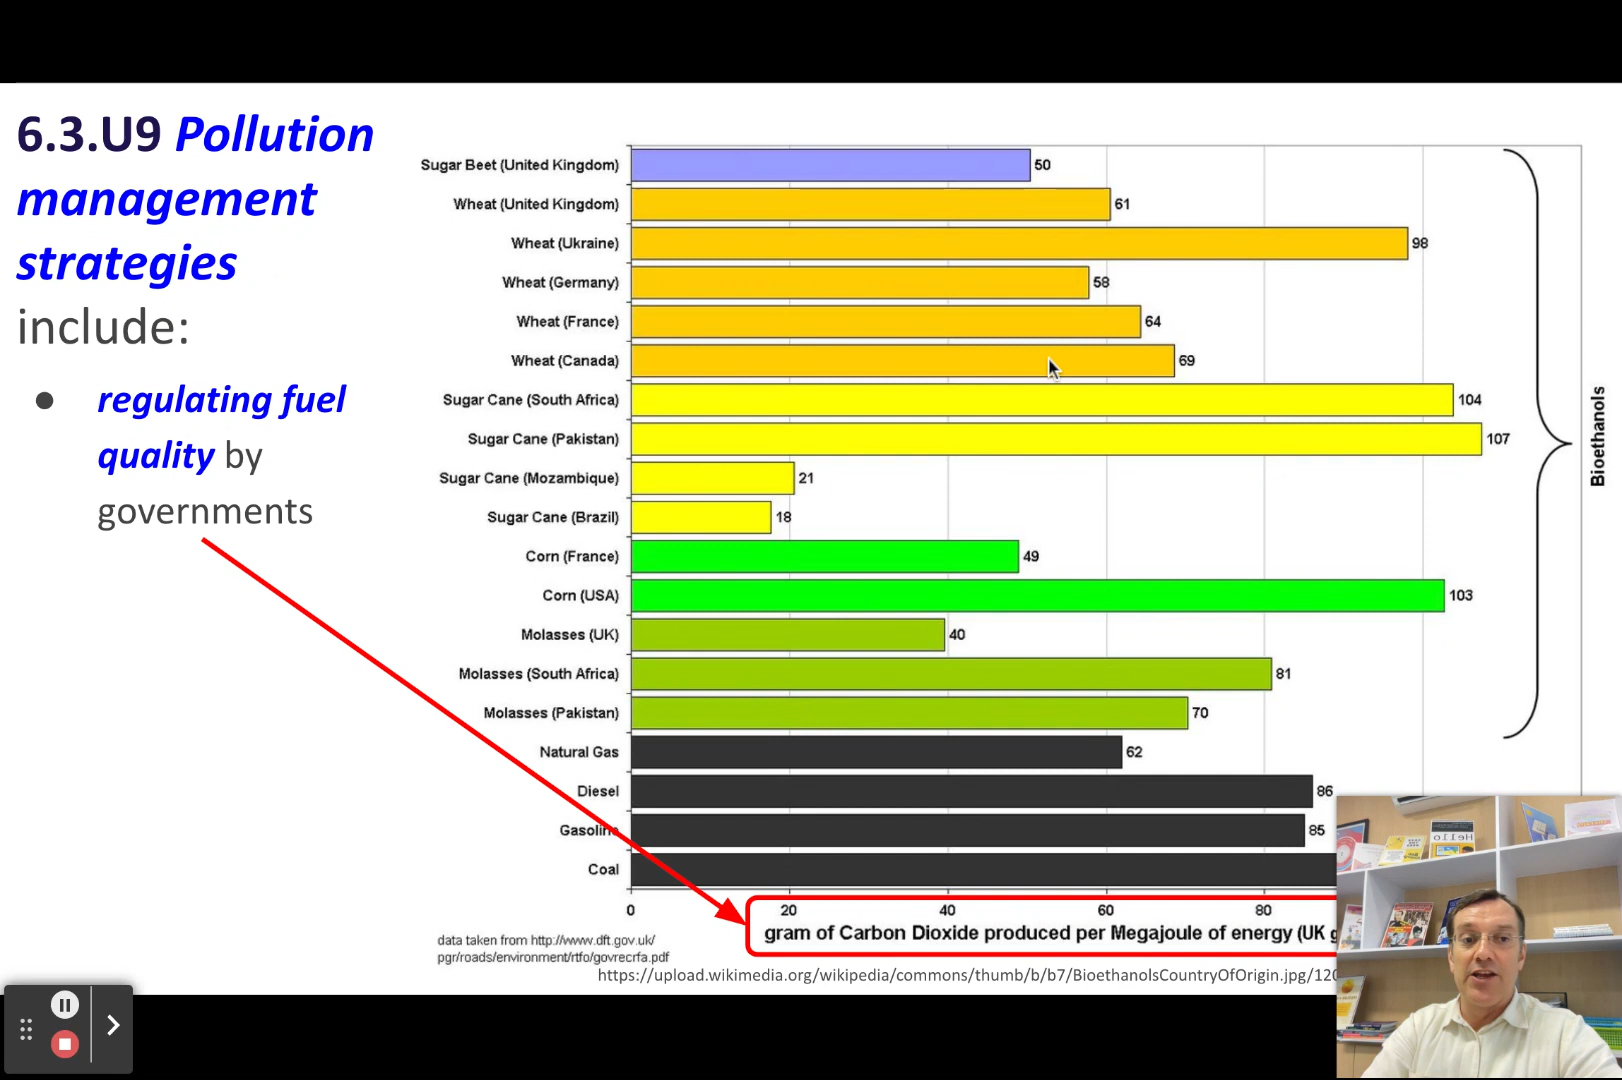 6.3.U9 Pollution
management
strategies
include:
● regulating fuel
quality by
governments
Sugar Beet (United Kingdom) 50
Wheat (United Kingdom) 61
Wheat (Ukraine) 98
Wheat (Germany) 58
Wheat (France) 64
Wheat (Canada) 69
Sugar Cane (South Africa) 104
Sugar Cane (Pakistan) 107
Sugar Cane (Mozambique) 21
Sugar Cane (Brazil) 18
Corn (France) 49
Corn (USA) 103
Molasses (UK) 40
Molasses (South Africa) 81
Molasses (Pakistan) 70
Natural Gas 62
Diesel 86
Gasoline 85
Coal
Bioethanols
0 20 40 60 80
gram of Carbon Dioxide produced per Megajoule of energy (UK g
data taken from http://www.dft.gov.uk/
pgr/roads/environment/rtfo/govrecrfa.pdf
https://upload.wikimedia.org/wikipedia/commons/thumb/b/b7/BioethanolsCountryOfOrigin.jpg/120
Hello